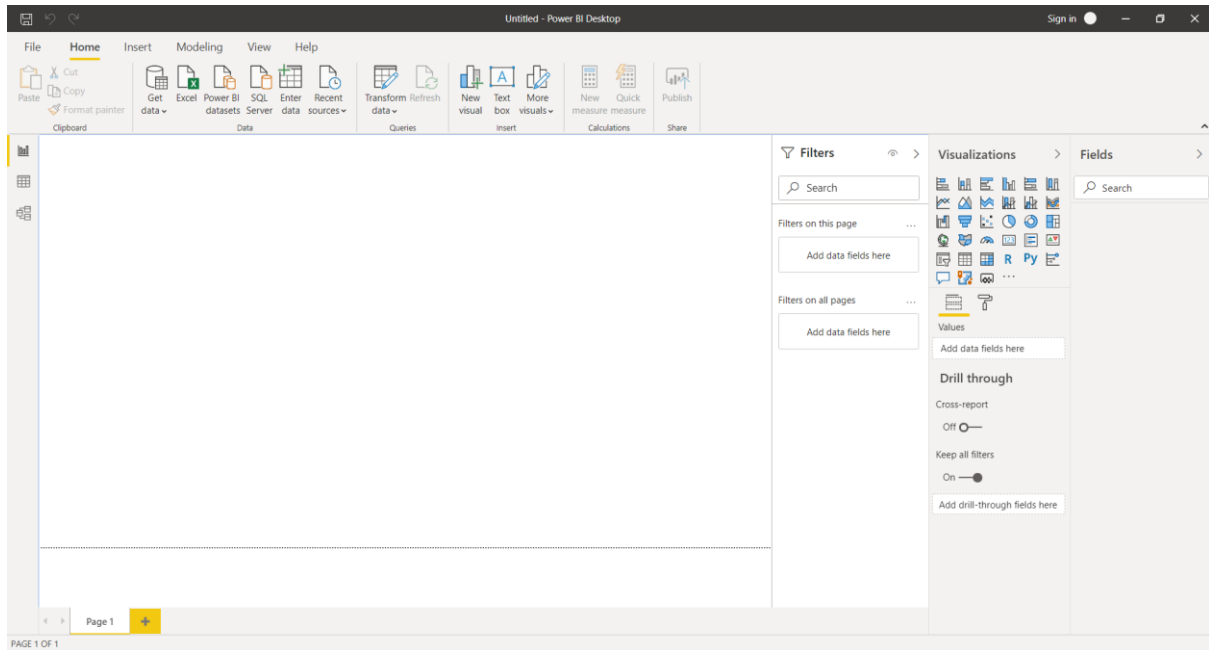 Untitled - Power BI Desktop
Sign in
File Home Insert Modeling View Help
Paste
Cut
Copy
Format painter
Clipboard
Get data
Excel
Power BI datasets
SQL Server
Enter data
Recent sources
Data
Transform data
Refresh
Queries
New visual
Text box
More visuals
Insert
New measure
Quick measure
Calculations
Publish
Share
Filters
Search
Filters on this page
...
Add data fields here
Filters on all pages
...
Add data fields here
Visualizations
123
R
Py
...
Values
Add data fields here
Drill through
Cross-report
Off
Keep all filters
On
Add drill-through fields here
Fields
Search
Page 1
+
PAGE 1 OF 1